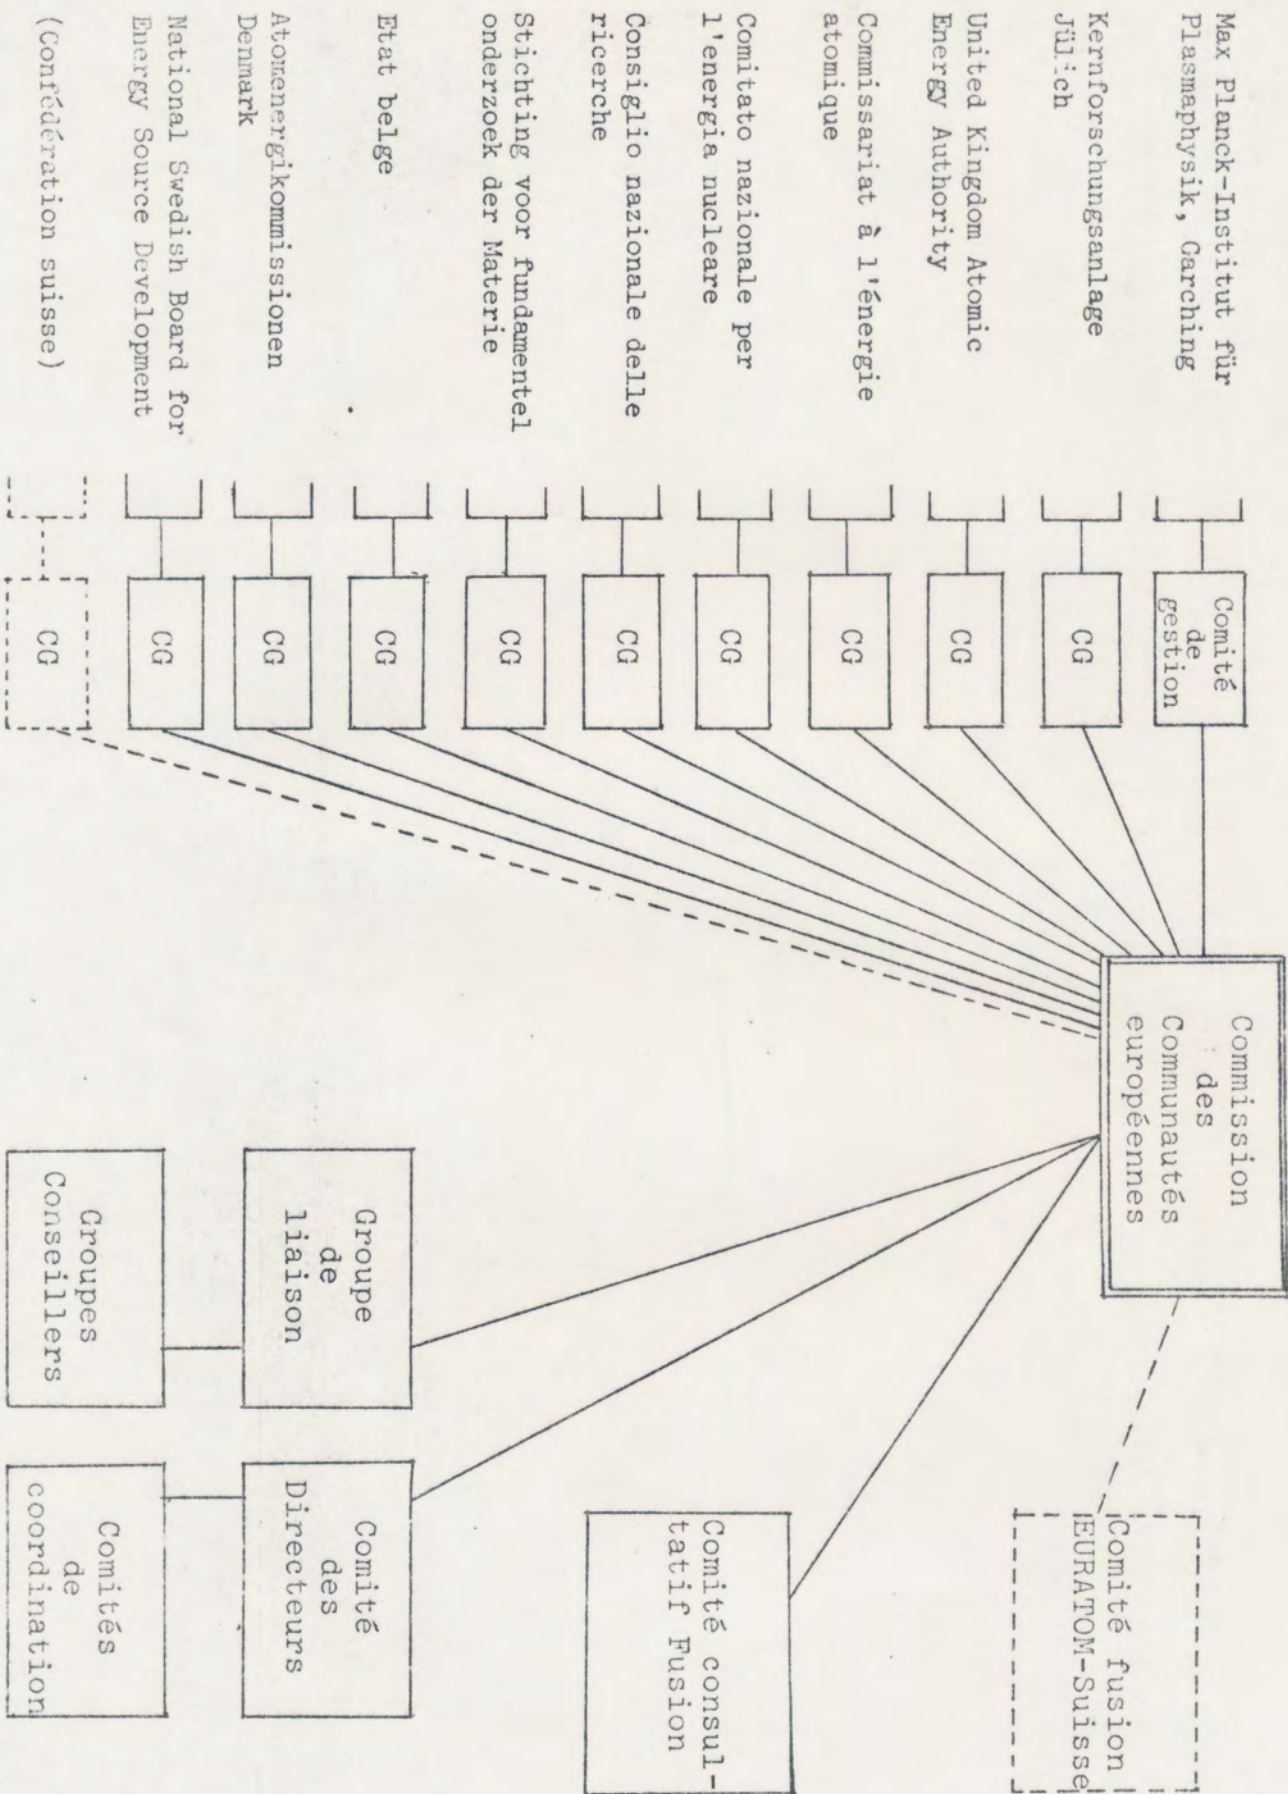 Max Planck-Institut für
Plasmaphysik, Garching
Kernforschungsanlage
Jülich
United Kingdom Atomic
Energy Authority
Commissariat à l'énergie
atomique
Comitato nazionale per
l'energia nucleare
Consiglio nazionale delle
ricerche
Stichting voor fundamentel
onderzoek der Materie
Etat belge
Atomenergikommissionen
Denmark
National Swedish Board for
Energy Source Development
(Confédération suisse)
Comité
de
gestion
CG
CG
CG
CG
CG
CG
CG
CG
CG
CG
Commission
des
Communautés
européennes
Comité fusion
EURATOM-Suisse
Comité consul-
tatif Fusion
Groupe
de
liaison
Comité
des
Directeurs
Groupes
Conseillers
Comités
de
coordination